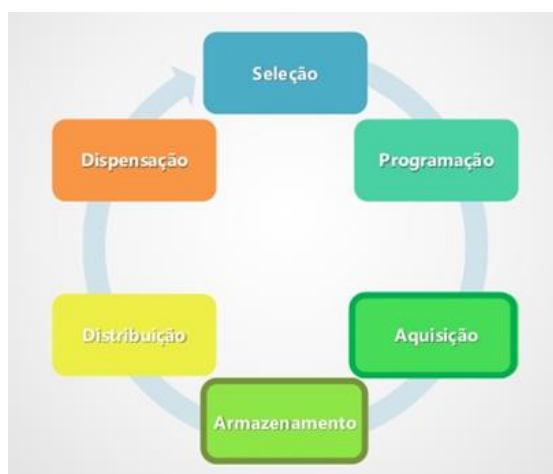 Seleção
Programação
Aquisição
Armazenamento
Distribuição
Dispensação